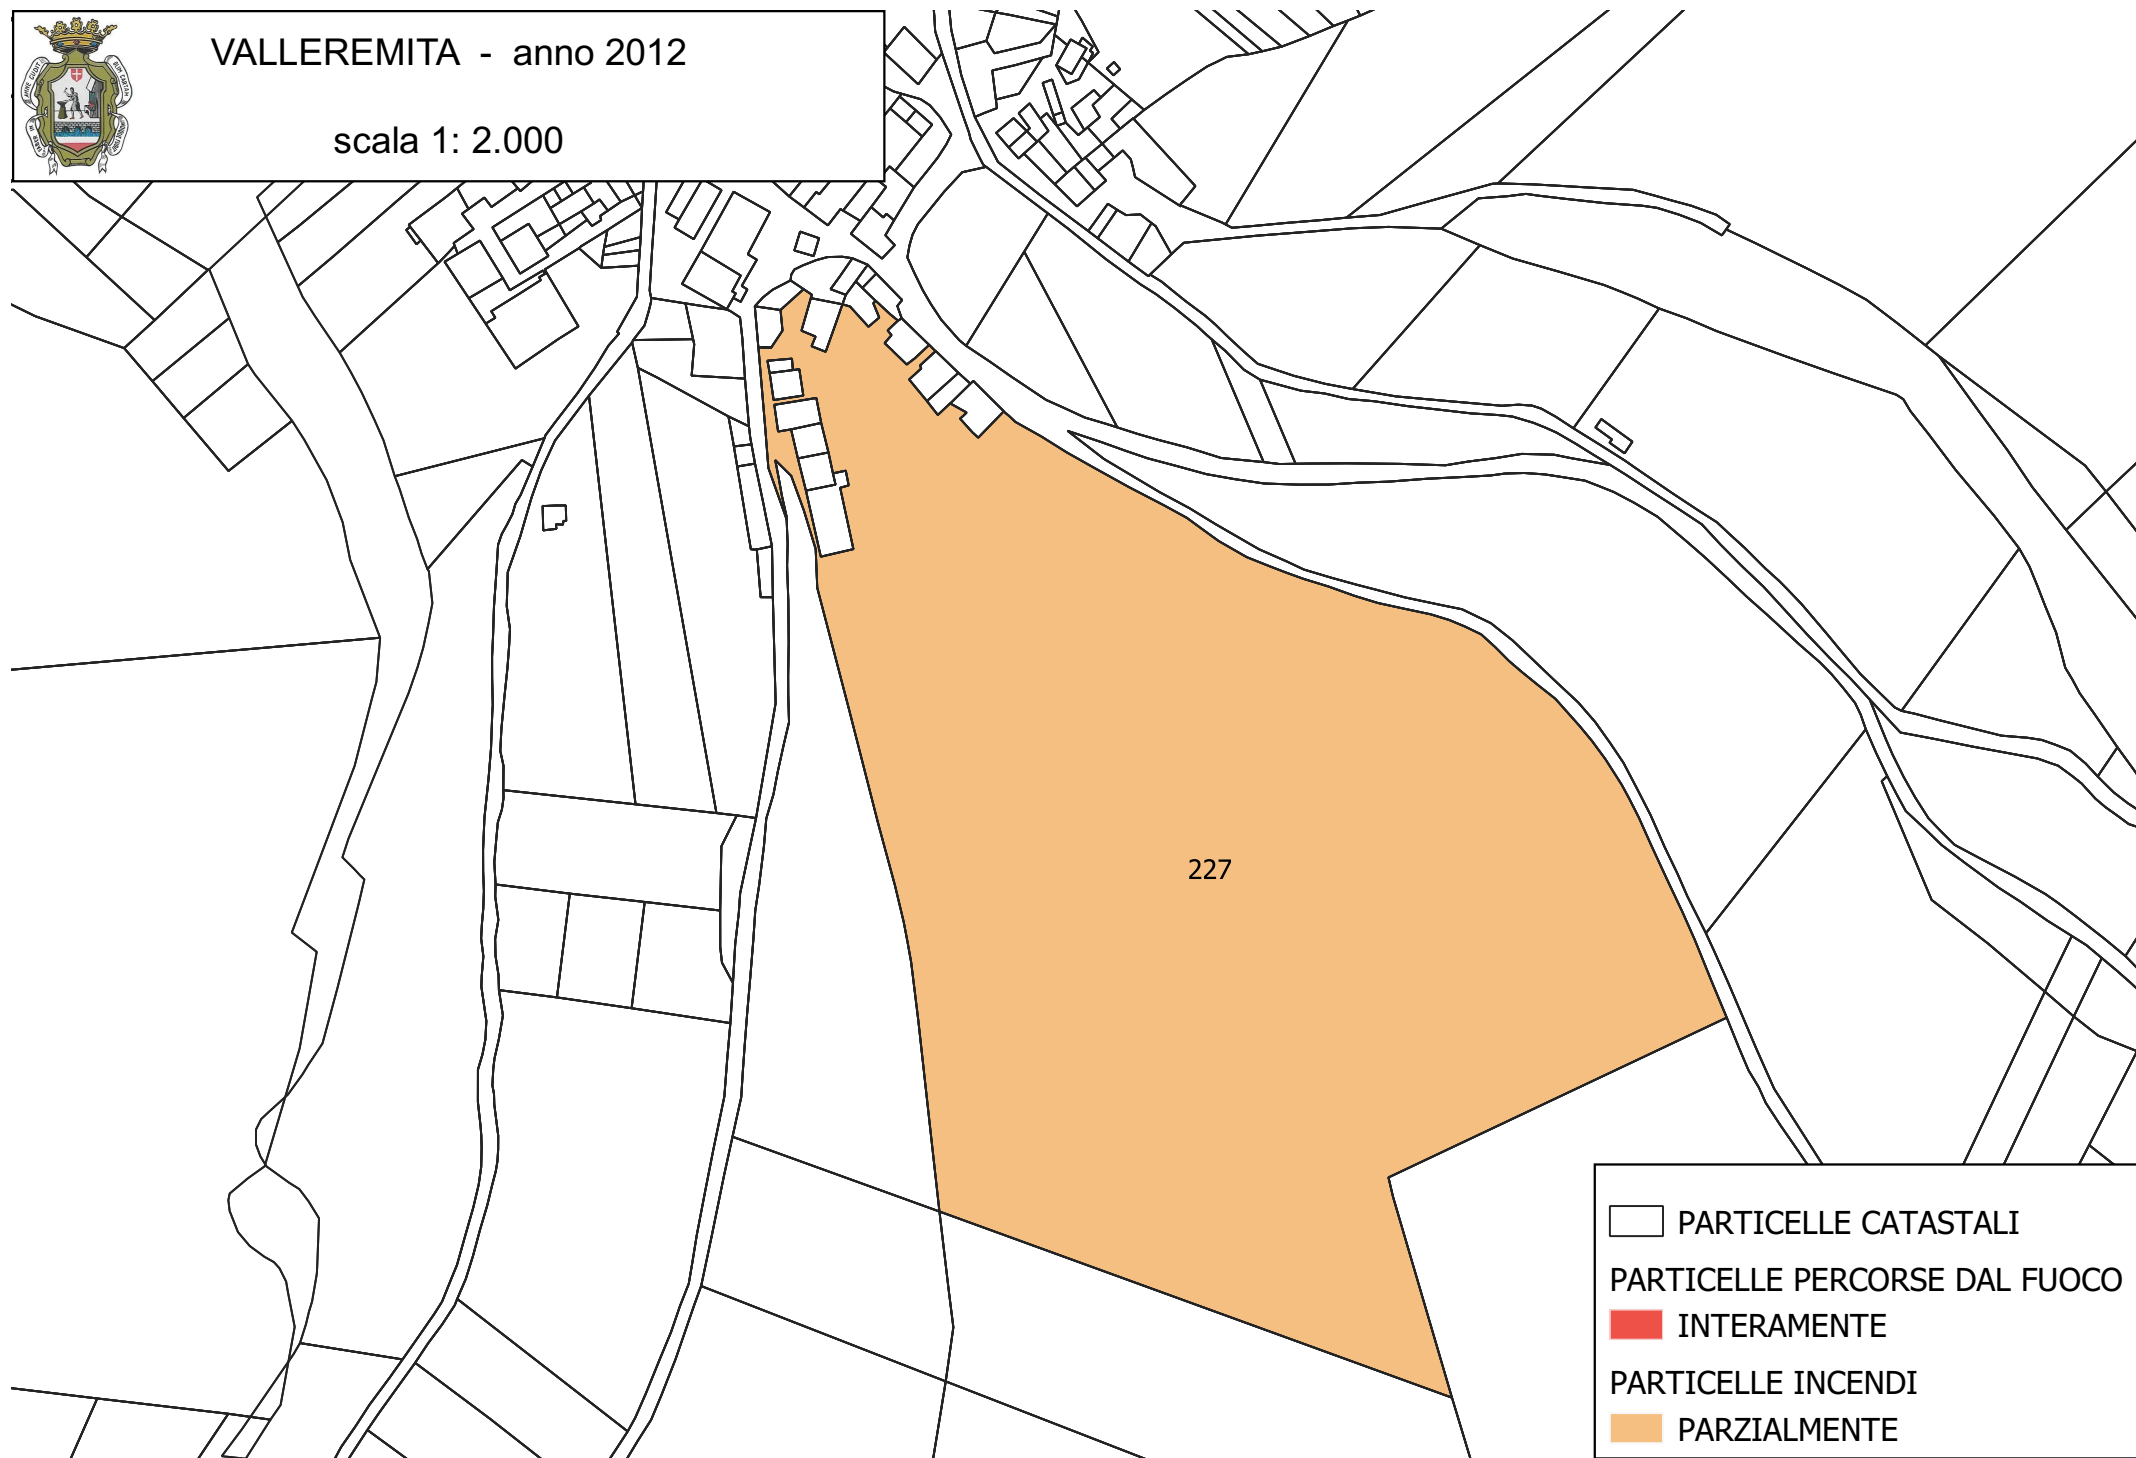 VALLEREMITA - anno 2012
scala 1: 2.000
227
PARTICELLE CATASTALI
PARTICELLE PERCORSE DAL FUOCO
INTERAMENTE
PARTICELLE INCENDI
PARZIALMENTE